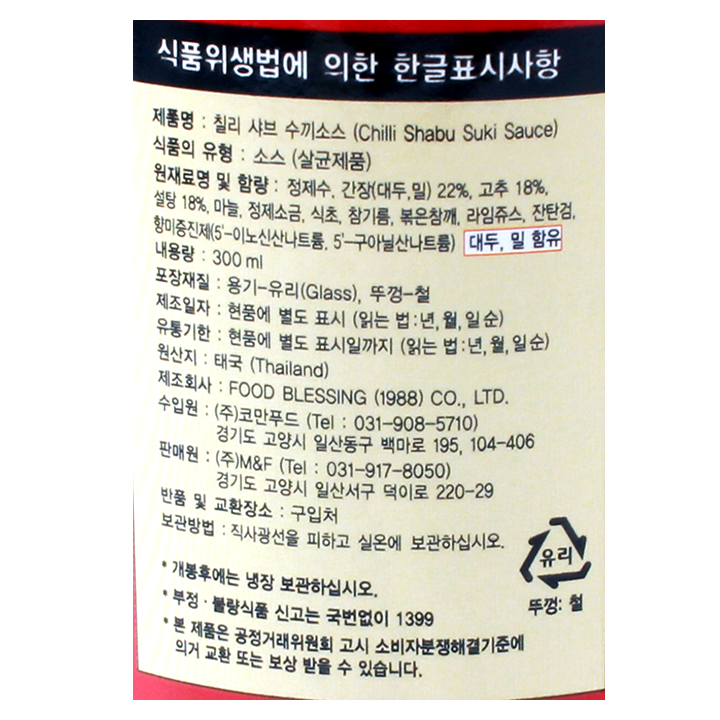 식품위생법에 의한 한글표시사항
제품명 : 칠리 샤브 수끼소스 (Chilli Shabu Suki Sauce)
식품의 유형 : 소스 (살균제품)
원재료명 및 함량 : 정제수, 간장(대두,밀) 22%, 고추 18%,
설탕 18%, 마늘, 정제소금, 식초, 참기름, 볶은참깨, 라임쥬스, 잔탄검,
향미증진제(5'-이노신산나트륨, 5'-구아닐산나트륨) 대두, 밀 함유
내용량 : 300ml
포장재질 : 용기-유리(Glass), 뚜껑-철
제조일자 : 현품에 별도 표시 (읽는 법:년,월,일순)
유통기한 : 현품에 별도 표시일까지 (읽는 법:년,월,일순)
원산지 : 태국 (Thailand)
제조회사 : FOOD BLESSING (1988) CO., LTD.
수입원 : (주)코만푸드 (Tel : 031-908-5710)
경기도 고양시 일산동구 백마로 195, 104-406
판매원 : (주)M&F (Tel : 031-917-8050)
경기도 고양시 일산서구 덕이로 220-29
반품 및 교환장소 : 구입처
보관방법 : 직사광선을 피하고 실온에 보관하십시오.
유리
뚜껑: 철
* 개봉후에는 냉장 보관하십시오.
* 부정·불량식품 신고는 국번없이 1399
* 본 제품은 공정거래위원회 고시 소비자분쟁해결기준에
의거 교환 또는 보상 받을 수 있습니다.